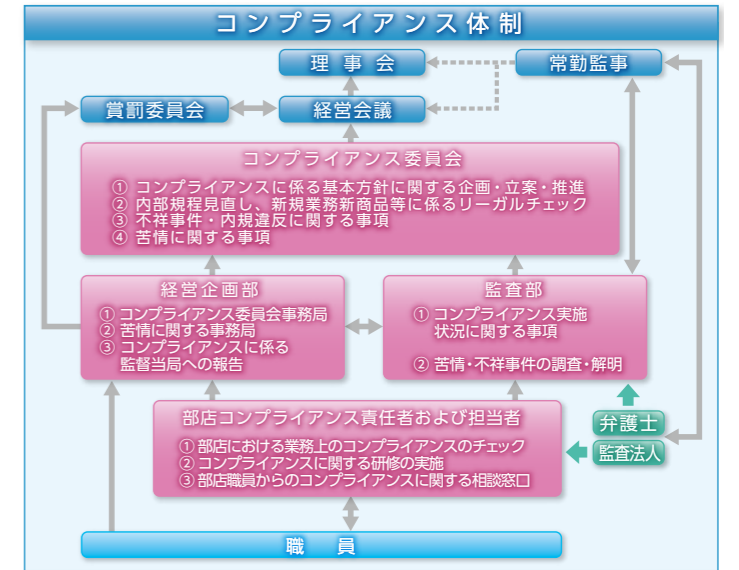 コンプライアンス体制
理事会
常勤監事
賞罰委員会
経営会議
コンプライアンス委員会
① コンプライアンスに係る基本方針に関する企画・立案・推進
② 内部規程見直し、新規業務新商品等に係るリーガルチェック
③ 不祥事件・内規違反に関する事項
④ 苦情に関する事項
経営企画部
① コンプライアンス委員会事務局
② 苦情に関する事務局
③ コンプライアンスに係る
監督当局への報告
監査部
① コンプライアンス実施
状況に関する事項
② 苦情・不祥事件の調査・解明
部店コンプライアンス責任者および担当者
① 部店における業務上のコンプライアンスのチェック
② コンプライアンスに関する研修の実施
③ 部店職員からのコンプライアンスに関する相談窓口
弁護士
監査法人
職員